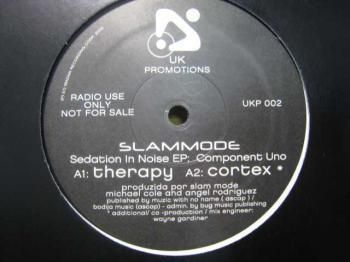 UK
PROMOTIONS
RADIO USE
ONLY
NOT FOR SALE
UKP 002
SLAMMODE
Sedation In Noise EP: Component Uno
A1: therapy A2: cortex *
produzida por slam mode
michael cole and angel rodriguez
published by muzic with no name ( ascap ) /
bodija music (ascap) - admin. by bug music publishing
* additional/ co -production / mix engineer:
wayne gardiner